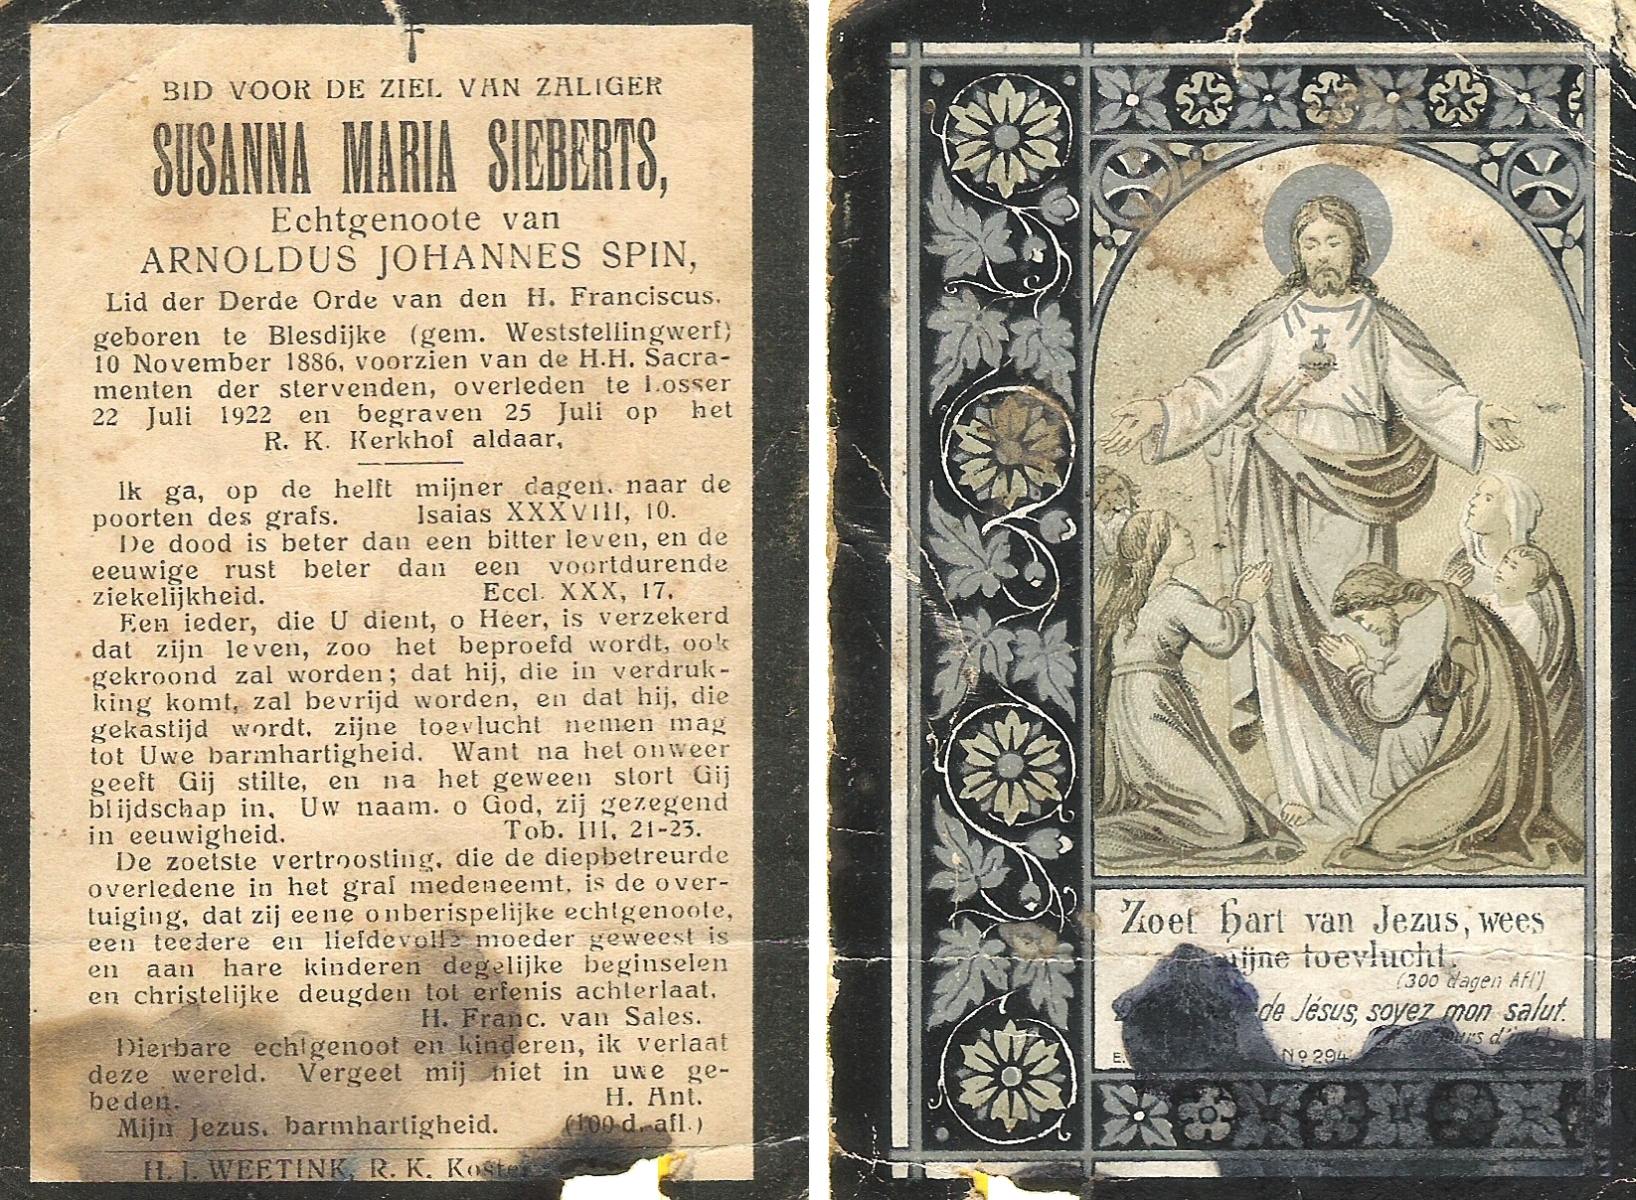 BID VOOR DE ZIEL VAN ZALIGER
SUSANNA MARIA SIEBERTS,
Echtgenoote van
ARNOLDUS JOHANNES SPIN,
Lid der Derde Orde van den H. Franciscus.
geboren te Blesdijke (gem. Weststellingwerf)
10 November 1886, voorzien van de H.H. Sacra-
menten der stervenden, overleden te Losser
22 Juli 1922 en begraven 25 Juli op het
R. K. Kerkhof aldaar,
Ik ga, op de helft mijner dagen, naar de
poorten des grafs. Isaias XXXVIII, 10.
De dood is beter dan een bitter leven, en de
eeuwige rust beter dan een voortdurende
ziekelijkheid. Eccl. XXX, 17.
Een ieder, die U dient, o Heer, is verzekerd
dat zijn leven, zoo het beproefd wordt, ook
gekroond zal worden; dat hij, die in verdruk-
king komt, zal bevrijd worden, en dat hij, die
gekastijd wordt, zijne toevlucht nemen mag
tot Uwe barmhartigheid. Want na het onweer
geeft Gij stilte, en na het geween stort Gij
blijdschap in, Uw naam. o God, zij gezegend
in eeuwigheid. Tob. III, 21-23.
De zoetste vertroosting, die de diepbetreurde
overledene in het graf medeneemt, is de over-
tuiging, dat zij eene onberispelijke echtgenoote,
een teedere en liefdevolle moeder geweest is
en aan hare kinderen degelijke beginselen
en christelijke deugden tot erfenis achterlaat.
H. Franc. van Sales.
Dierbare echtgenoot en kinderen, ik verlaat
deze wereld. Vergeet mij niet in uwe ge-
beden. H. Ant.
Mijn Jezus, barmhartigheid. (100 d. afl.)
H. J. WEETINK, R. K. Koste
Zoet Hart van Jezus, wees
mijne toevlucht.
(300 dagen Afl)
de Jésus, soyez mon salut.
No 294